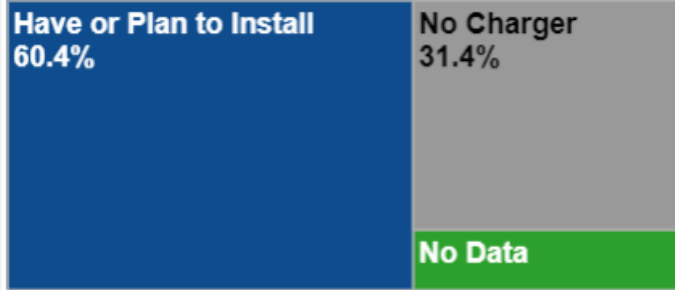 Have or Plan to Install
60.4%
No Charger
31.4%
No Data